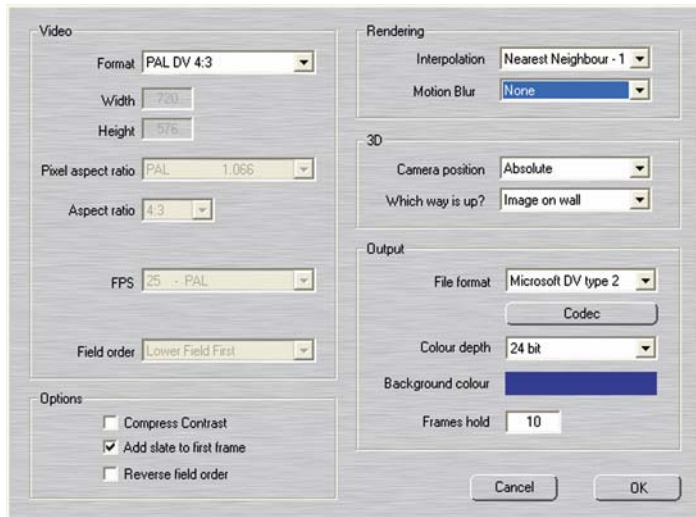 Video
Format PAL DV 4:3
Width 720
Height 576
Pixel aspect ratio PAL 1.066
Aspect ratio 4:3
FPS 25 - PAL
Field order Lower Field First
Options
Compress Contrast
Add slate to first frame
Reverse field order
Rendering
Interpolation Nearest Neighbour - 1
Motion Blur None
3D
Camera position Absolute
Which way is up? Image on wall
Output
File format Microsoft DV type 2
Codec
Colour depth 24 bit
Background colour
Frames hold 10
Cancel OK